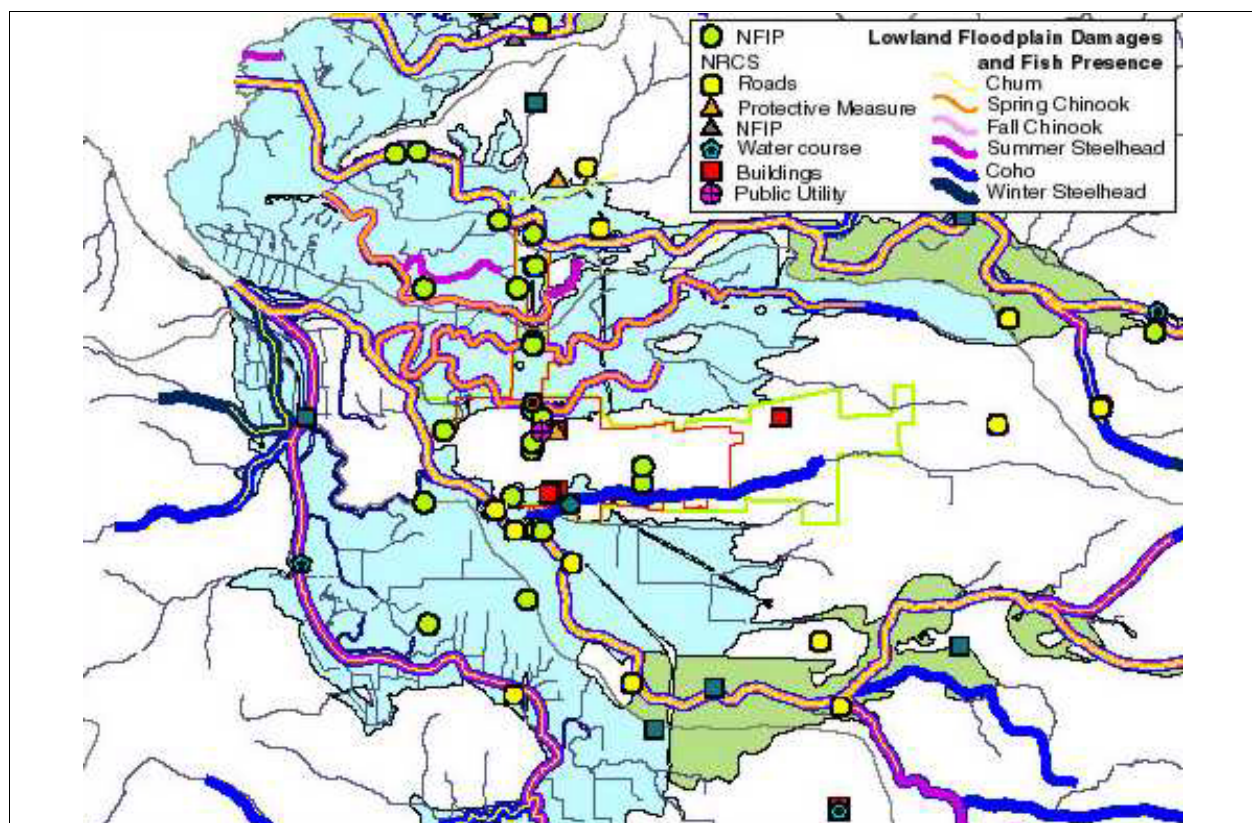 NFIP
NRCS
Roads
Protective Measure
NFIP
Water course
Buildings
Public Utility
Lowland Floodplain Damages
and Fish Presence
Chum
Spring Chinook
Fall Chinook
Summer Steelhead
Coho
Winter Steelhead